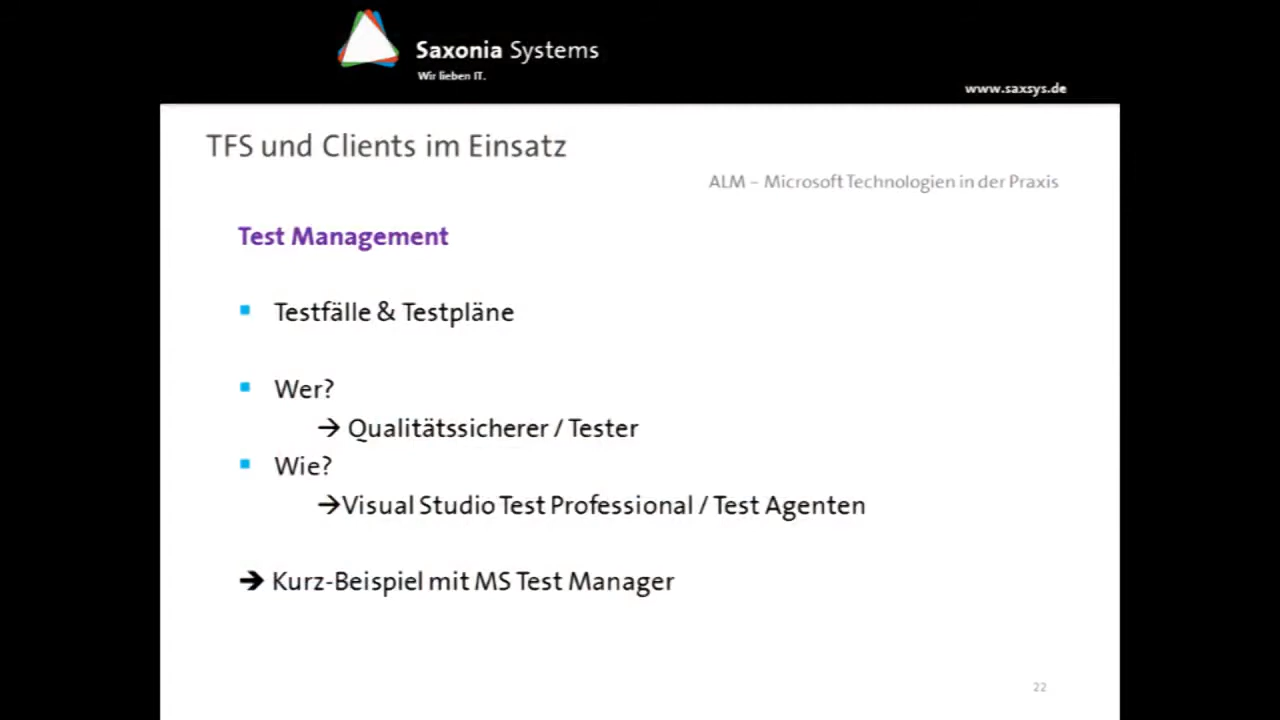 Saxonia Systems
Wir lieben IT.
www.saxsys.de
TFS und Clients im Einsatz
ALM – Microsoft Technologien in der Praxis
Test Management
▪ Testfälle & Testpläne
▪ Wer?
→ Qualitätssicherer / Tester
▪ Wie?
→Visual Studio Test Professional / Test Agenten
➔ Kurz-Beispiel mit MS Test Manager
22